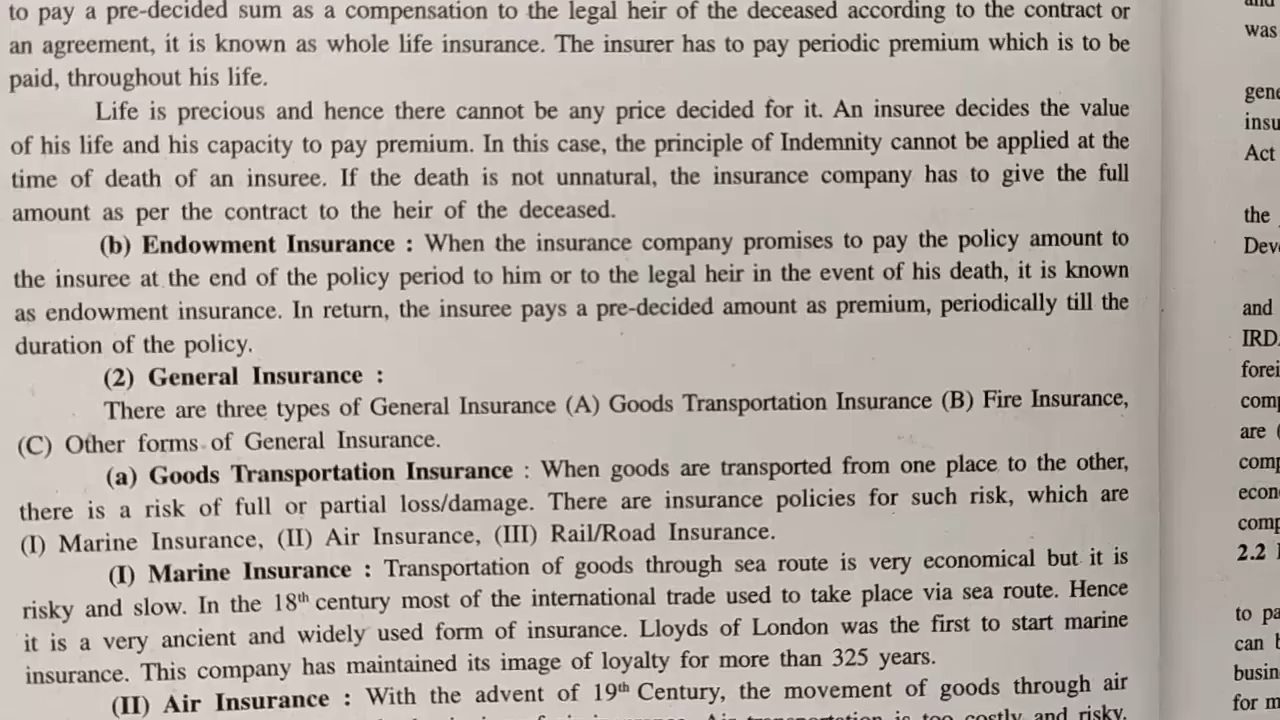 to pay a pre-decided sum as a compensation to the legal heir of the deceased according to the contract or
an agreement, it is known as whole life insurance. The insurer has to pay periodic premium which is to be
paid, throughout his life.
Life is precious and hence there cannot be any price decided for it. An insuree decides the value
of his life and his capacity to pay premium. In this case, the principle of Indemnity cannot be applied at the
time of death of an insuree. If the death is not unnatural, the insurance company has to give the full
amount as per the contract to the heir of the deceased.
(b) Endowment Insurance : When the insurance company promises to pay the policy amount to
the insuree at the end of the policy period to him or to the legal heir in the event of his death, it is known
as endowment insurance. In return, the insuree pays a pre-decided amount as premium, periodically till the
duration of the policy.
(2) General Insurance :
There are three types of General Insurance (A) Goods Transportation Insurance (B) Fire Insurance,
(C) Other forms of General Insurance.
(a) Goods Transportation Insurance : When goods are transported from one place to the other,
there is a risk of full or partial loss/damage. There are insurance policies for such risk, which are
(I) Marine Insurance, (II) Air Insurance, (III) Rail/Road Insurance.
(I) Marine Insurance : Transportation of goods through sea route is very economical but it is
risky and slow. In the 18th century most of the international trade used to take place via sea route. Hence
it is a very ancient and widely used form of insurance. Lloyds of London was the first to start marine
insurance. This company has maintained its image of loyalty for more than 325 years.
(II) Air Insurance : With the advent of 19th Century, the movement of goods through air
is too costly and risky.
was
gene
insu
Act
the
Deve
and
IRD
forei
comp
are (
comp
econ
comp
2.2
to pa
can
busin
for m